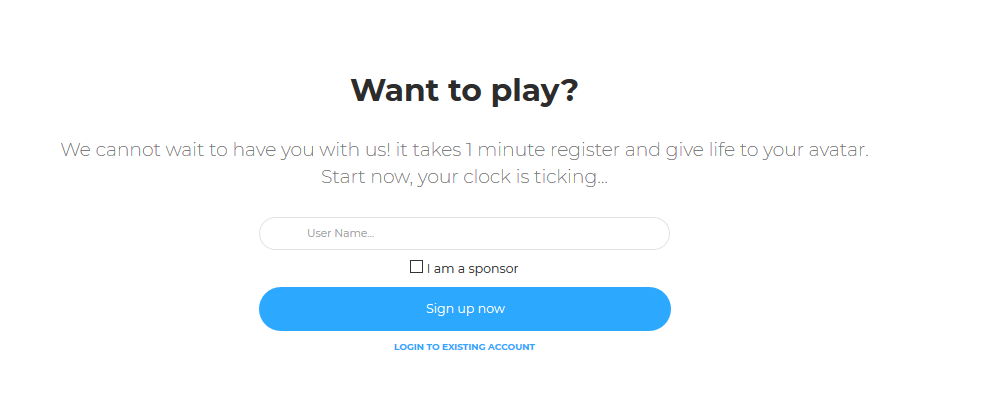 Want to play?
We cannot wait to have you with us! it takes 1 minute register and give life to your avatar.
Start now, your clock is ticking...
User Name...
I am a sponsor
Sign up now
LOGIN TO EXISTING ACCOUNT